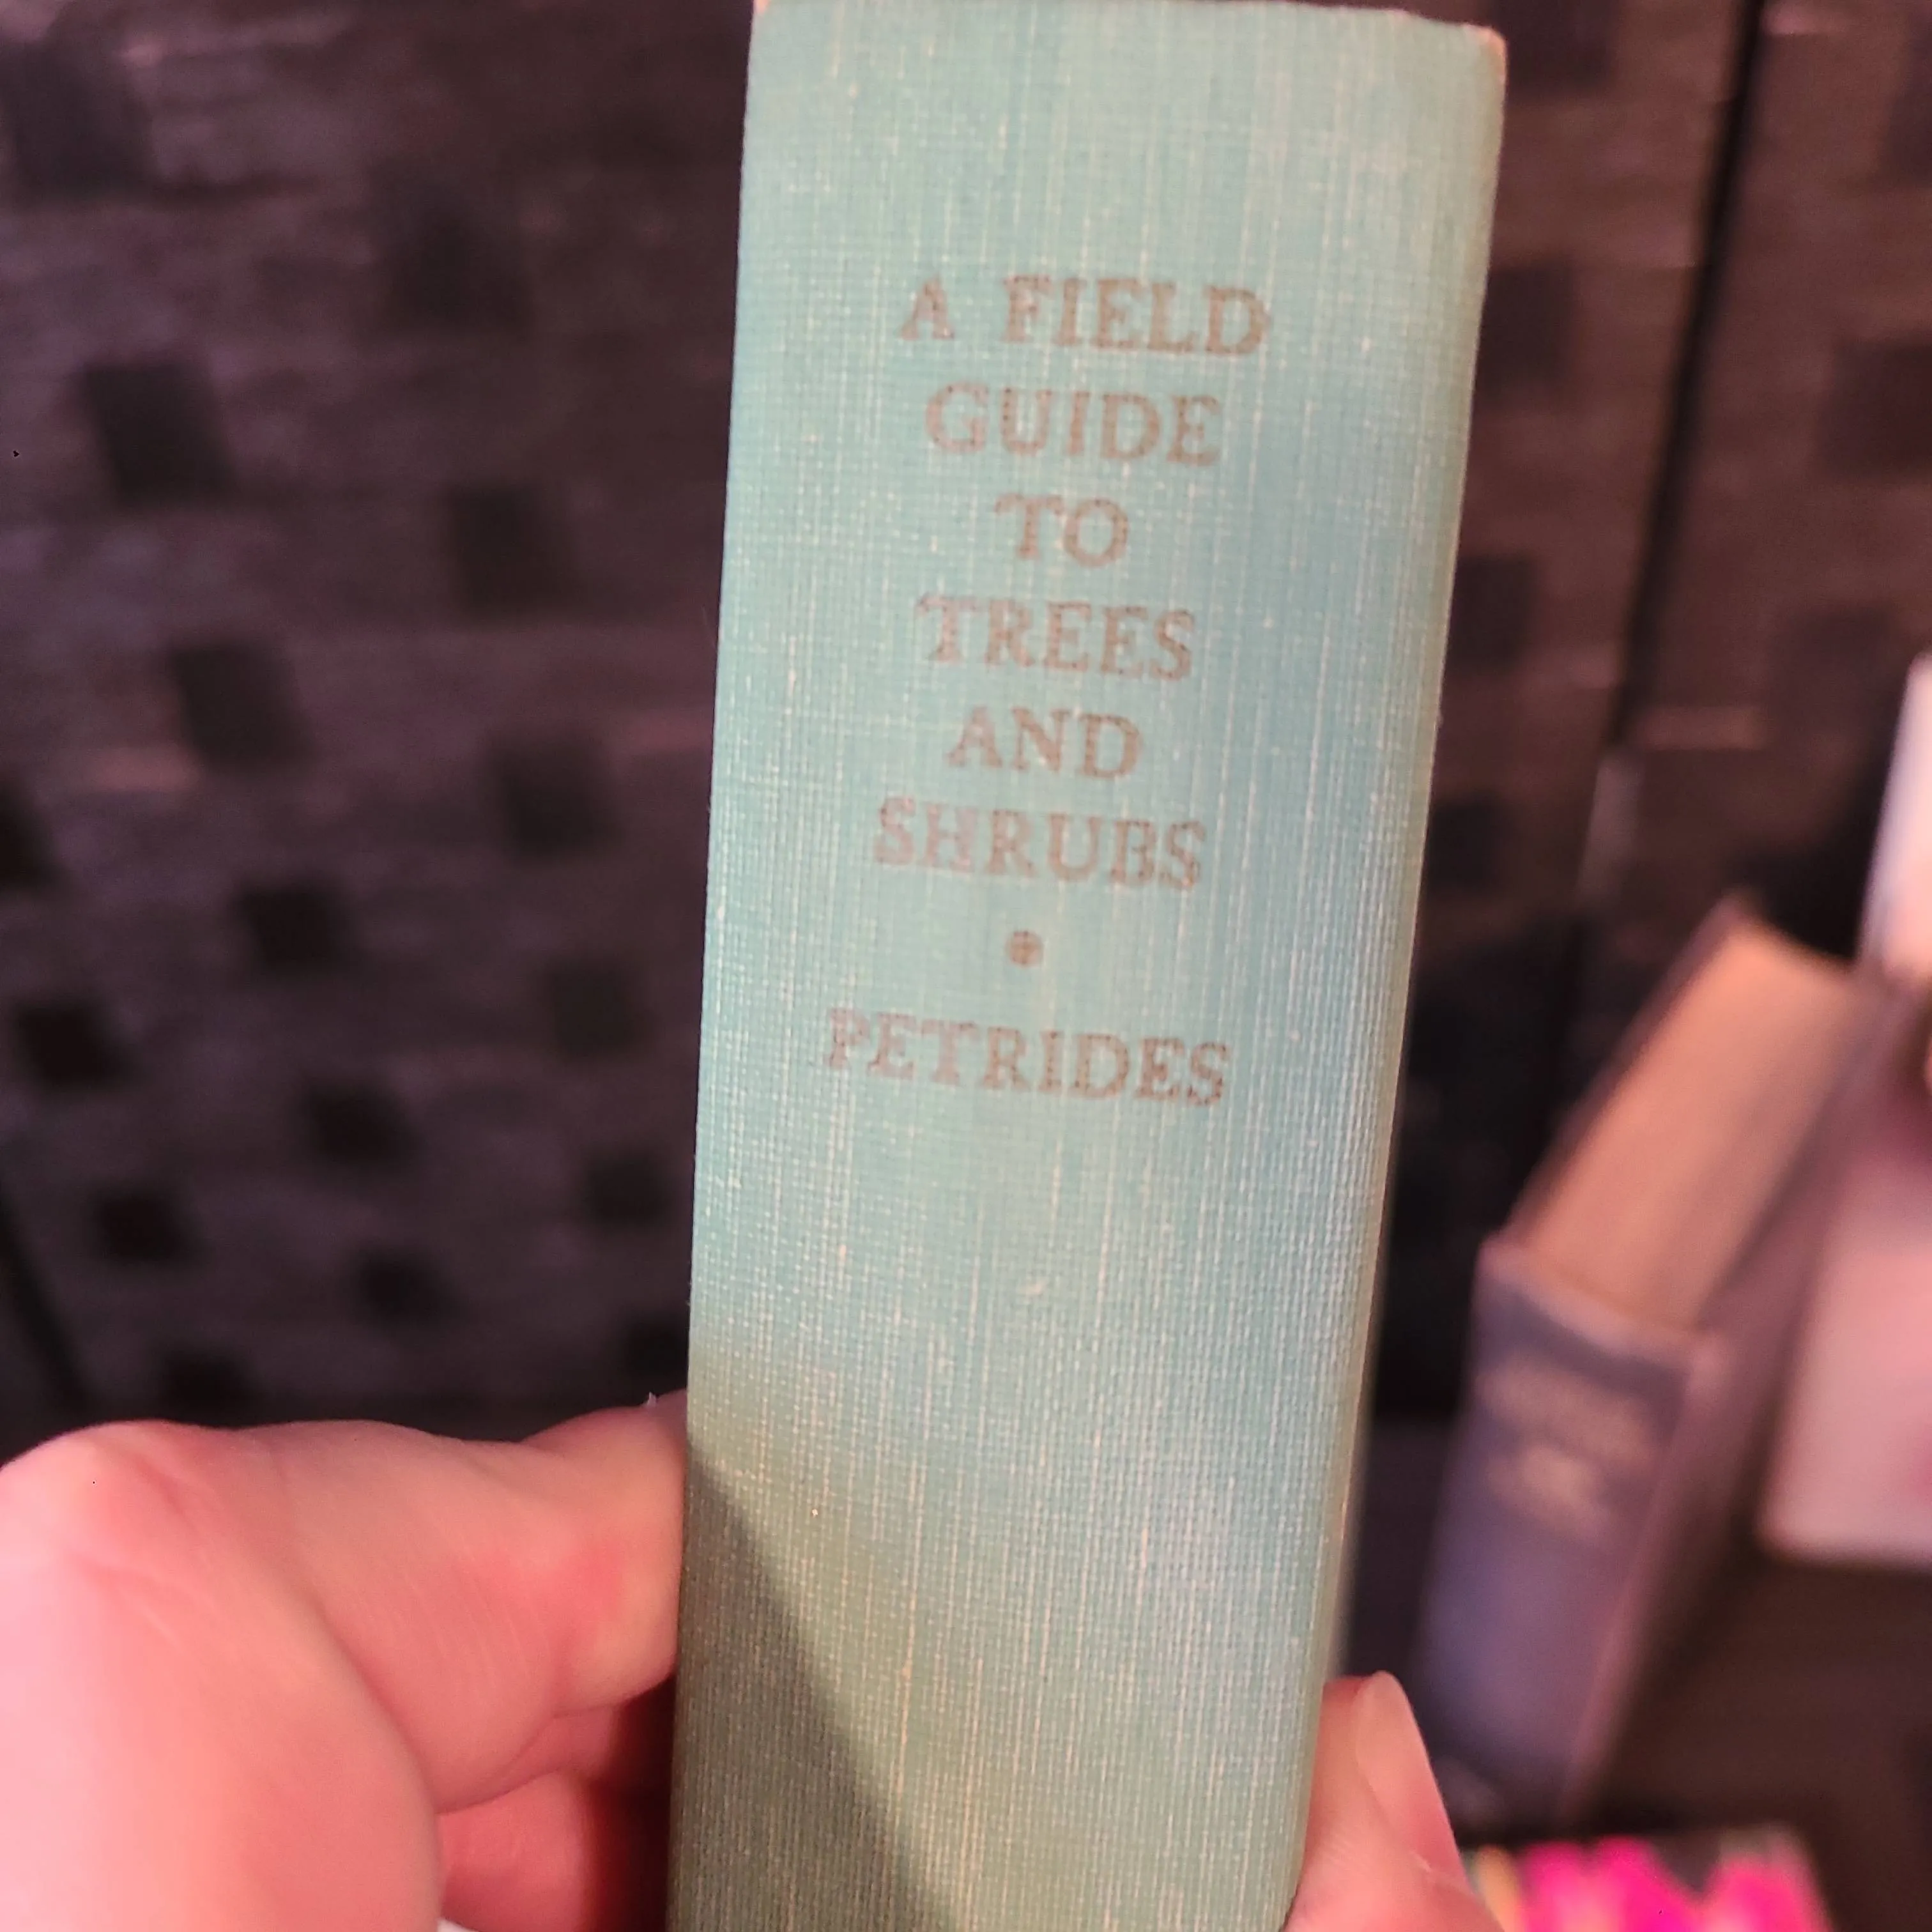 A FIELD
GUIDE
TO
TREES
AND
SHRUBS
•
PETRIDES